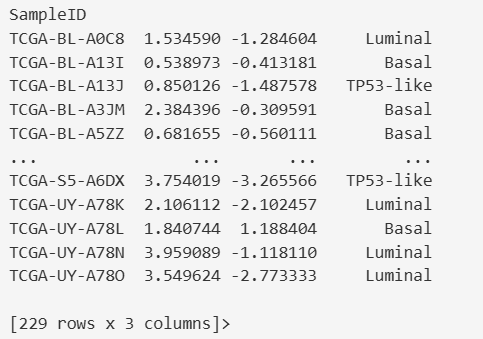 SampleID
TCGA-BL-A0C8 1.534590 -1.284604 Luminal
TCGA-BL-A13I 0.538973 -0.413181 Basal
TCGA-BL-A13J 0.850126 -1.487578 TP53-like
TCGA-BL-A3JM 2.384396 -0.309591 Basal
TCGA-BL-A5ZZ 0.681655 -0.560111 Basal
... ... ... ...
TCGA-S5-A6DX 3.754019 -3.265566 TP53-like
TCGA-UY-A78K 2.106112 -2.102457 Luminal
TCGA-UY-A78L 1.840744 1.188404 Basal
TCGA-UY-A78N 3.959089 -1.118110 Luminal
TCGA-UY-A78O 3.549624 -2.773333 Luminal
[229 rows x 3 columns]>